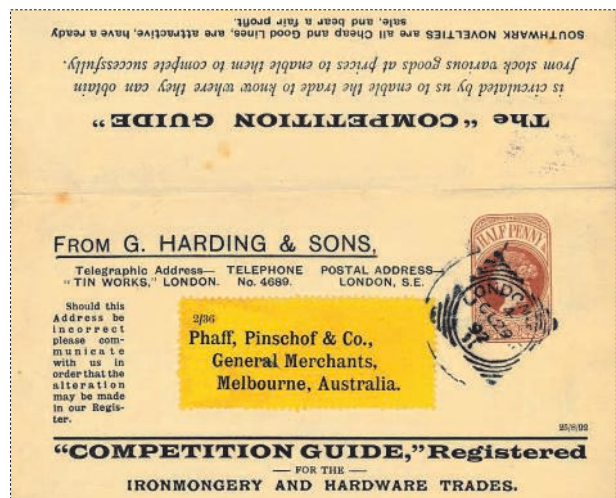 The "COMPETITION GUIDE"
is circulated by us to enable the trade to know where they can obtain
from stock various goods at prices to enable them to compete successfully.
SOUTHWARK NOVELTIES are all Cheap and Good Lines, are attractive, have a ready
sale, and bear a fair profit.
HALF PENNY
FROM G. HARDING & SONS,
Telegraphic Address—
"TIN WORKS," LONDON.
TELEPHONE
No. 4689.
POSTAL ADDRESS—
LONDON, S.E.
LONDON
4
92
Should this
Address be
incorrect
please com-
municate
with us in
order that the
alteration
may be made
in our Regis-
ter.
2/36
Phaff, Pinschof & Co.,
General Merchants,
Melbourne, Australia.
25/8/92
"COMPETITION GUIDE," Registered
— FOR THE —
IRONMONGERY AND HARDWARE TRADES.